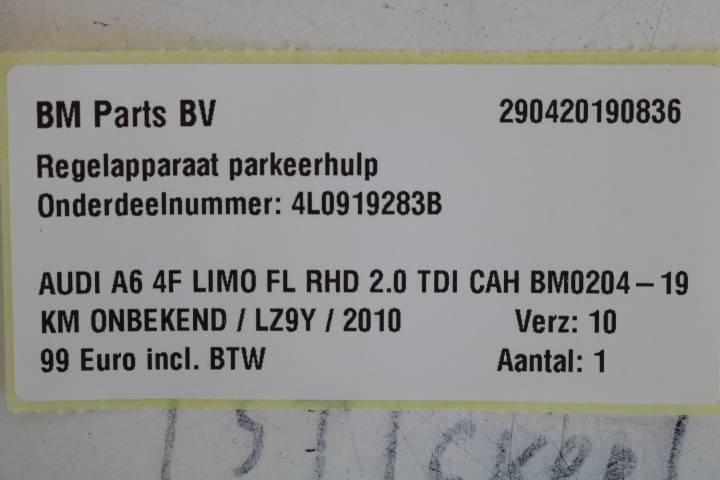 BM Parts BV 290420190836
Regelapparaat parkeerhulp
Onderdeelnummer: 4L0919283B
AUDI A6 4F LIMO FL RHD 2.0 TDI CAH BM0204-19
KM ONBEKEND / LZ9Y / 2010 Verz: 10
99 Euro incl. BTW Aantal: 1